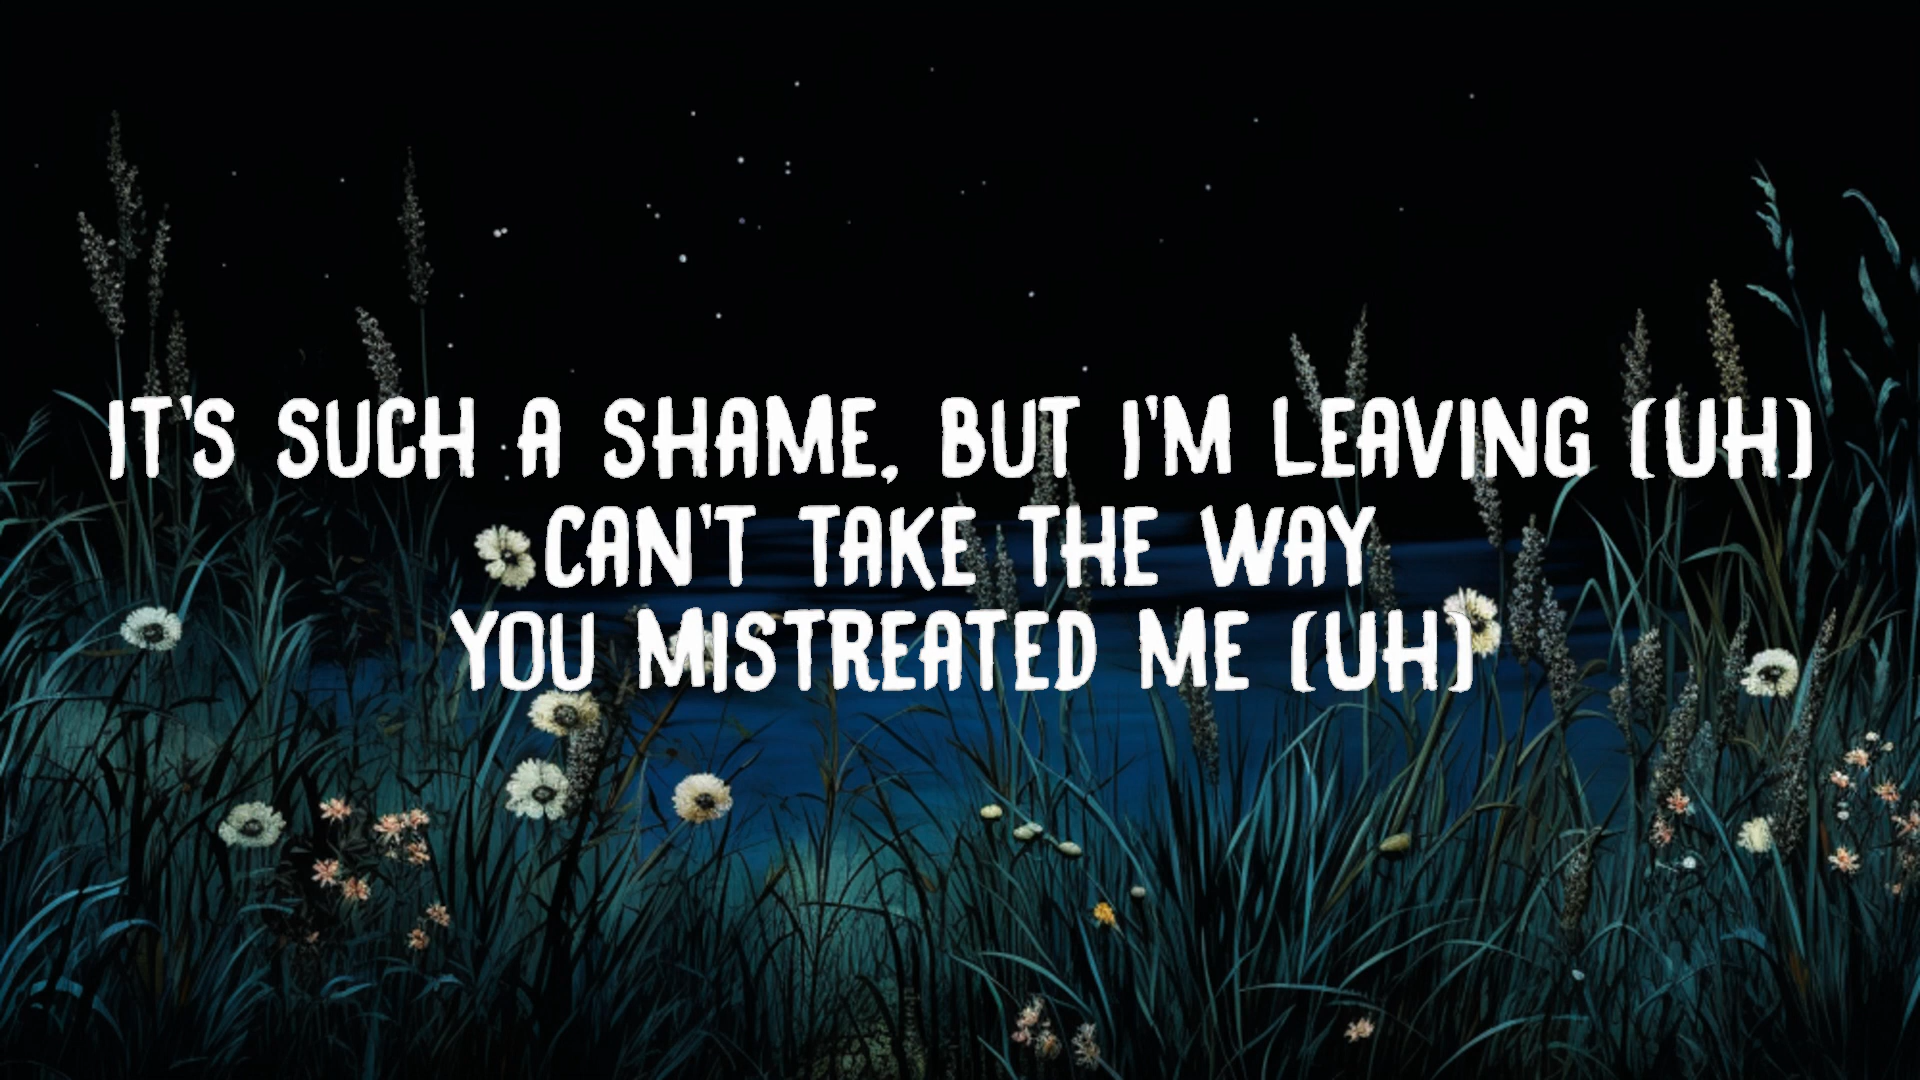 IT'S SUCH A SHAME, BUT I'M LEAVING (UH)
CAN'T TAKE THE WAY
YOU MISTREATED ME (UH)